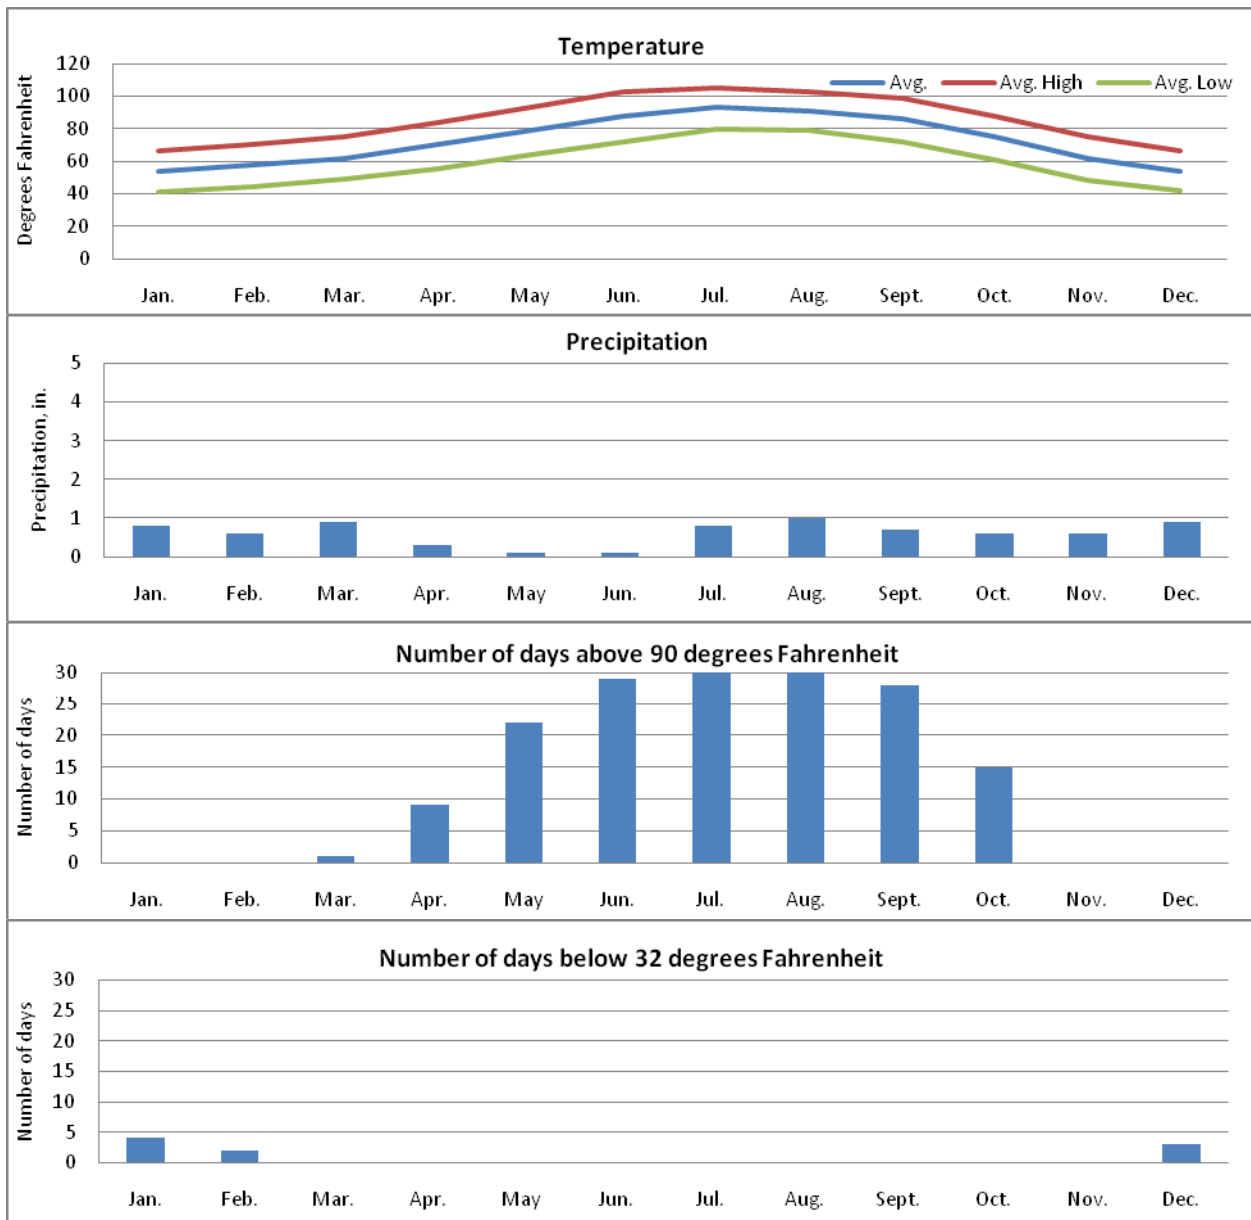 Temperature
Degrees Fahrenheit
120
100
80
60
40
20
0
Avg. Avg. High Avg. Low
Jan. Feb. Mar. Apr. May Jun. Jul. Aug. Sept. Oct. Nov. Dec.
Precipitation
Precipitation, in.
5
4
3
2
1
0
Jan. Feb. Mar. Apr. May Jun. Jul. Aug. Sept. Oct. Nov. Dec.
Number of days above 90 degrees Fahrenheit
Number of days
30
25
20
15
10
5
0
Jan. Feb. Mar. Apr. May Jun. Jul. Aug. Sept. Oct. Nov. Dec.
Number of days below 32 degrees Fahrenheit
Number of days
30
25
20
15
10
5
0
Jan. Feb. Mar. Apr. May Jun. Jul. Aug. Sept. Oct. Nov. Dec.